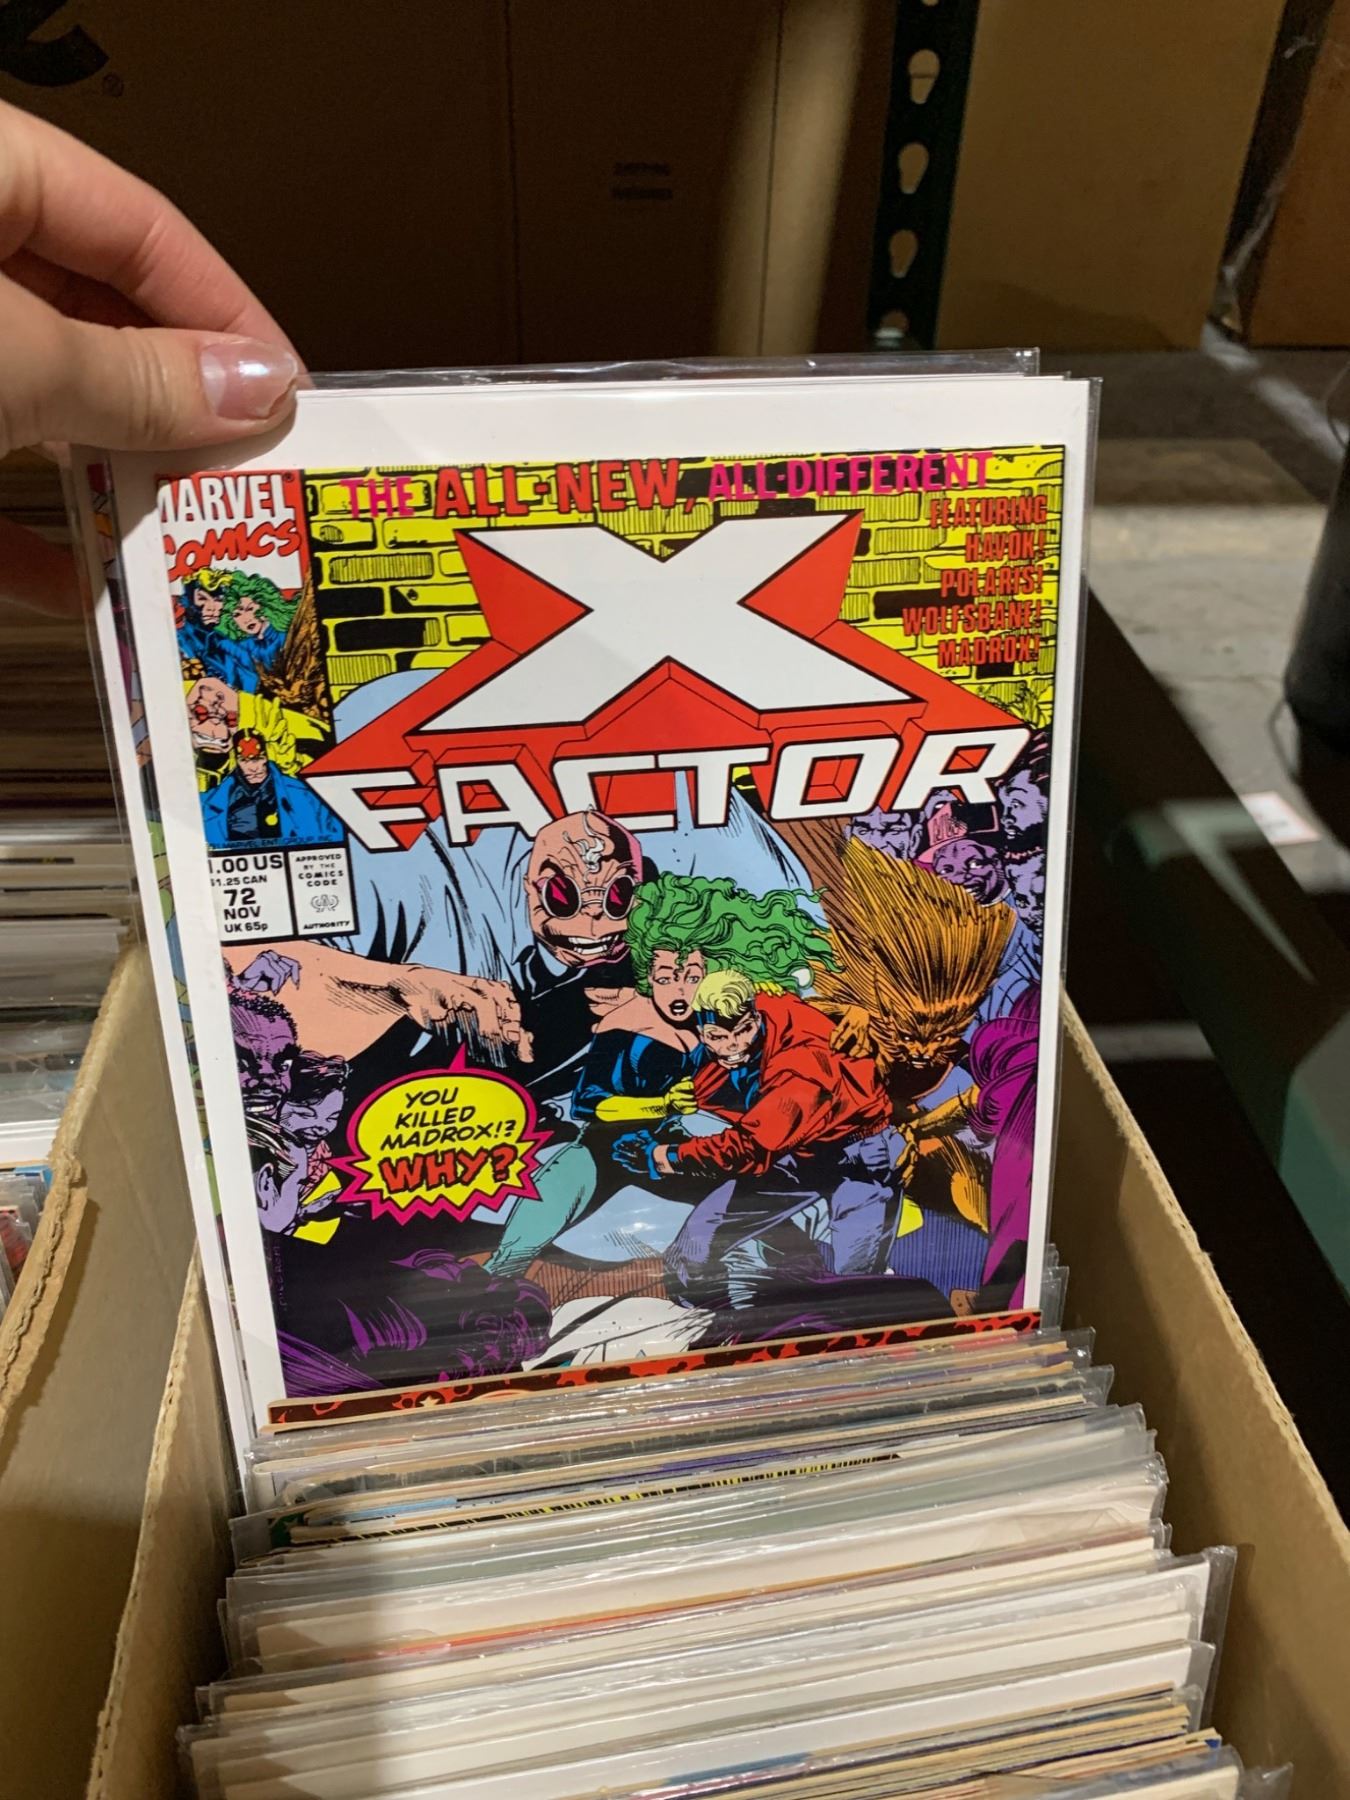 MARVEL®
COMICS
THE ALL-NEW, ALL-DIFFERENT
X
FACTOR
FEATURING
HAVOK!
POLARIS!
WOLFSBANE!
MADROX!
1.00 US
$1.25 CAN
72
NOV
UK 65p
APPROVED
BY THE
COMICS
CODE
AUTHORITY
YOU
KILLED
MADROX!?
WHY?